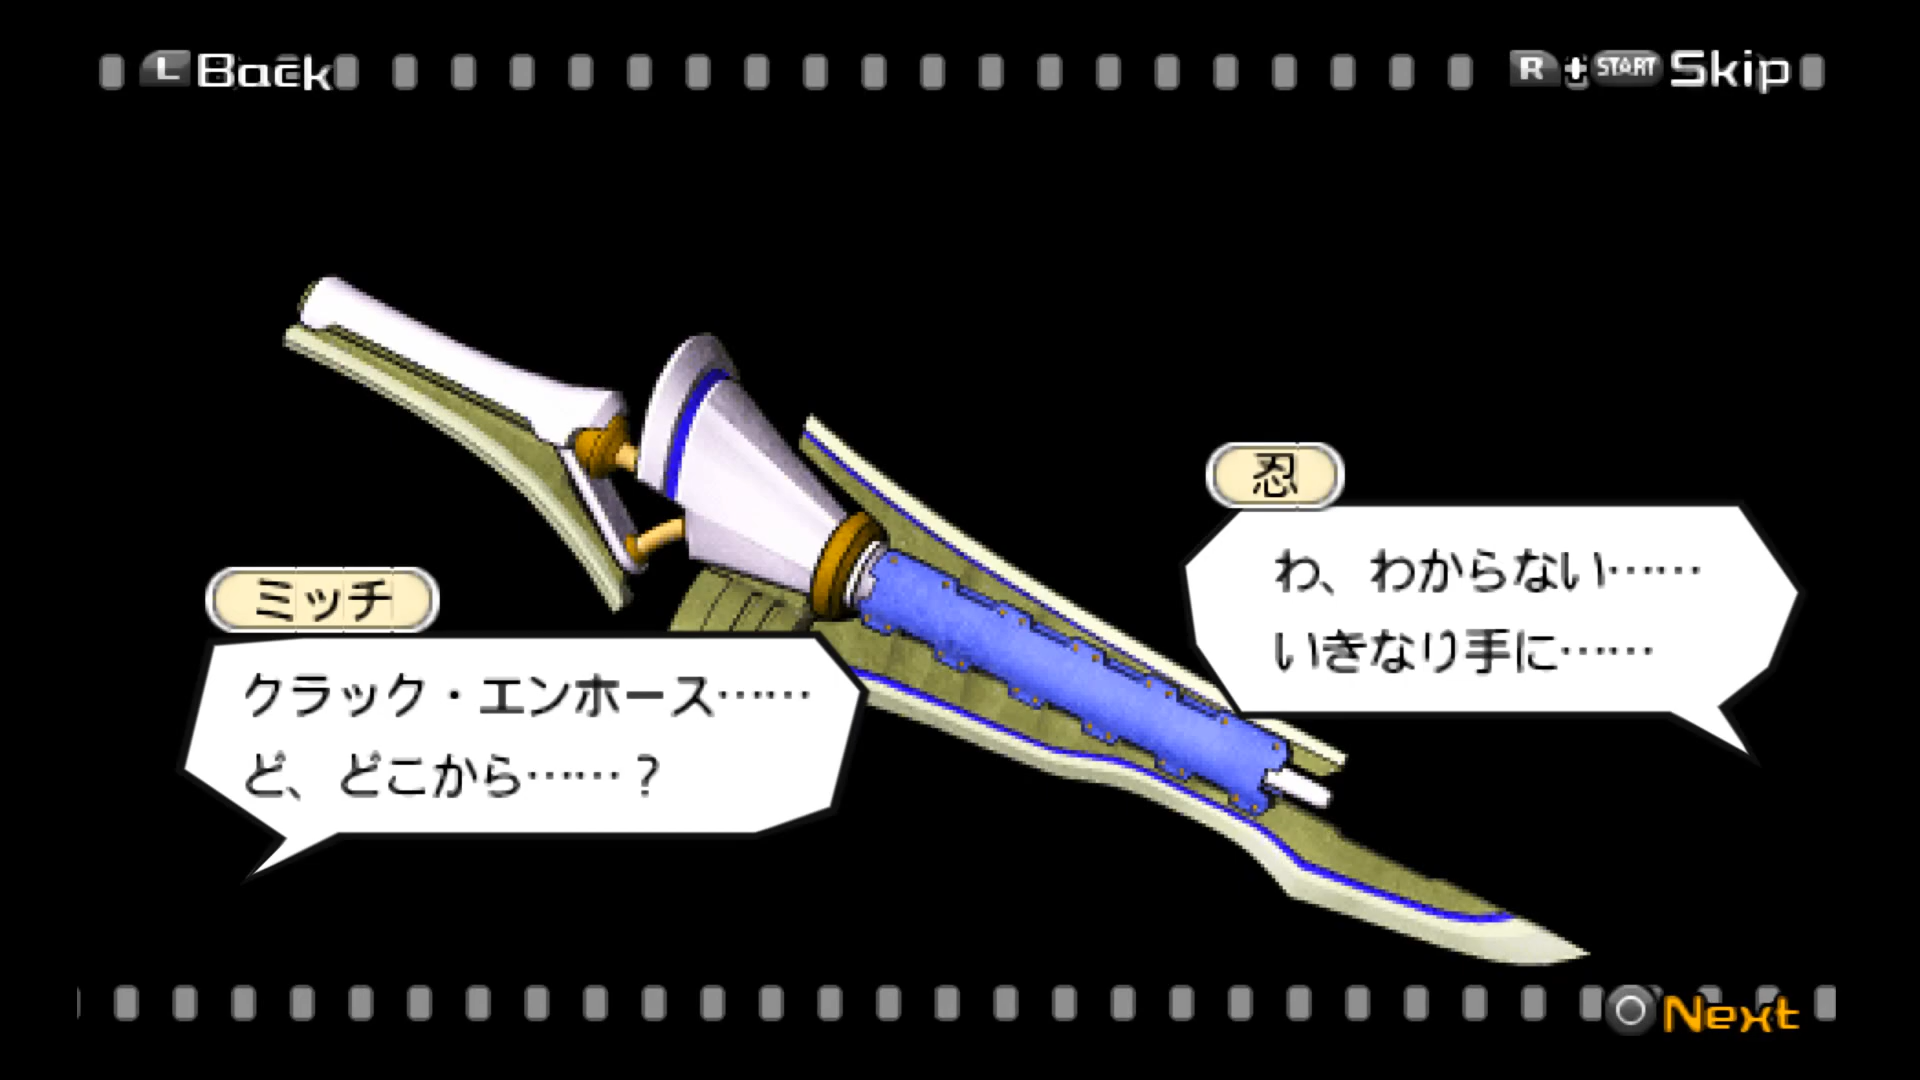 L Back
R + START Skip
ミッチ
クラック・エンホース……
ど、どこから……？
忍
わ、わからない……
いきなり手に……
Next